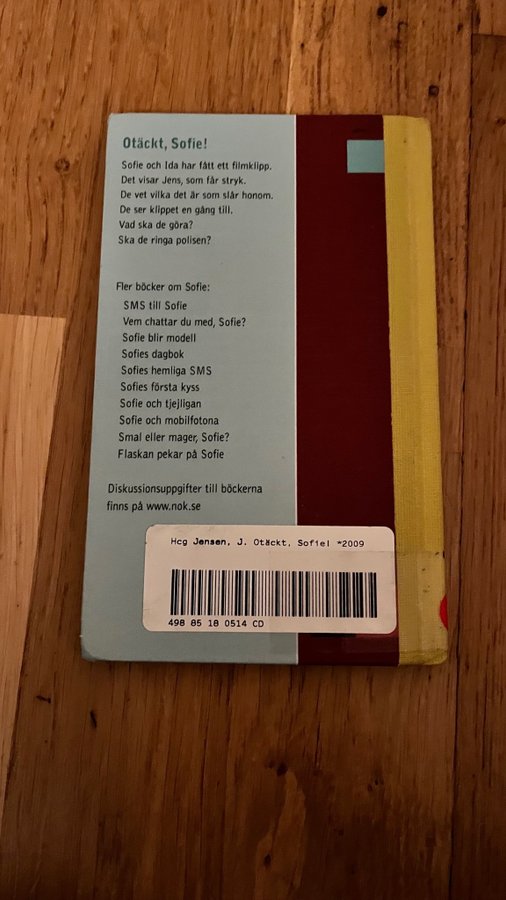 Otäckt, Sofie!
Sofie och Ida har fått ett filmklipp.
Det visar Jens, som får stryk.
De vet vilka det är som slår honom.
De ser klippet en gång till.
Vad ska de göra?
Ska de ringa polisen?
Fler böcker om Sofie:
SMS till Sofie
Vem chattar du med, Sofie?
Sofie blir modell
Sofies dagbok
Sofies hemliga SMS
Sofies första kyss
Sofie och tjejligan
Sofie och mobilfotona
Smal eller mager, Sofie?
Flaskan pekar på Sofie
Diskussionsuppgifter till böckerna
finns på www.nok.se
Hcg Jensen, J. Otäckt, Sofie! *2009
498 85 18 0514 CD